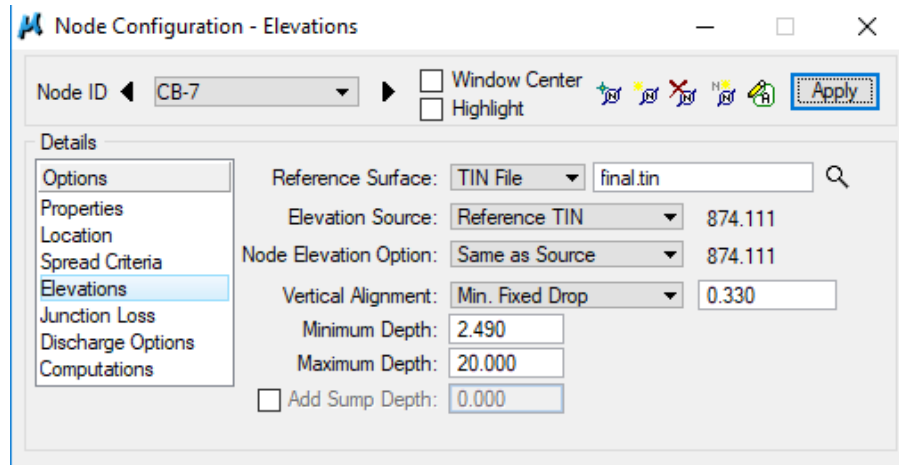 Node Configuration - Elevations
Node ID CB-7 Window Center Apply
Highlight
Details
Options
Properties
Location
Spread Criteria
Elevations
Junction Loss
Discharge Options
Computations
Reference Surface: TIN File final.tin
Elevation Source: Reference TIN 874.111
Node Elevation Option: Same as Source 874.111
Vertical Alignment: Min. Fixed Drop 0.330
Minimum Depth: 2.490
Maximum Depth: 20.000
Add Sump Depth: 0.000